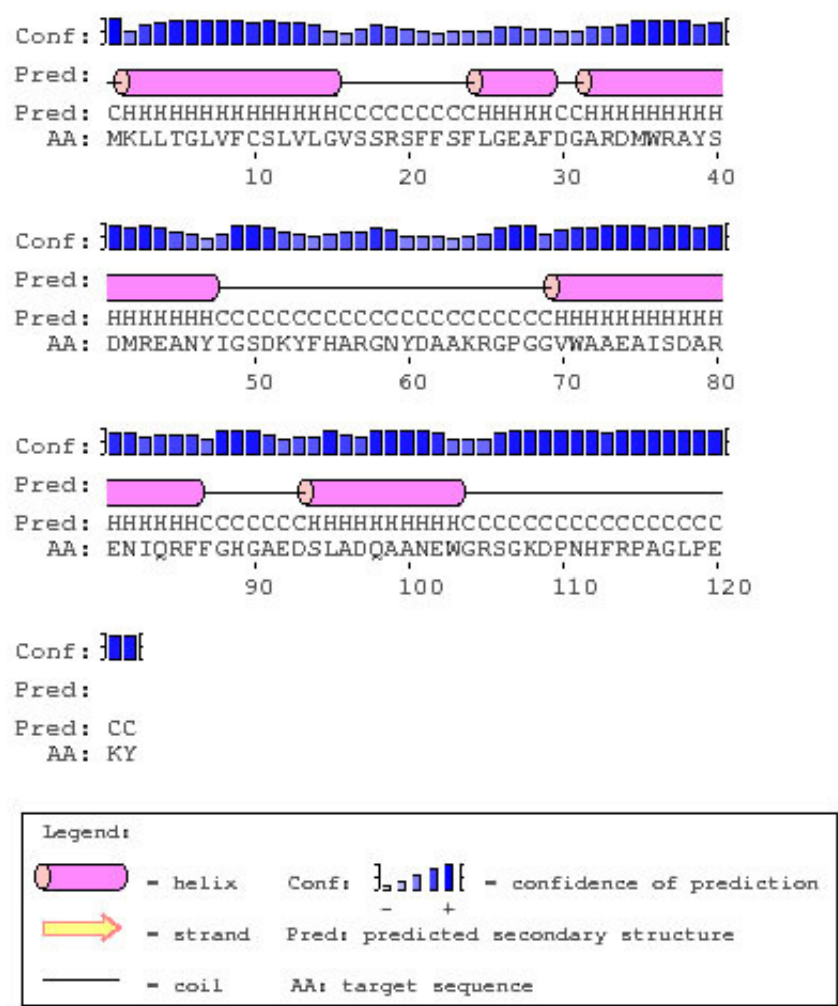 Conf:
Pred:
Pred: CHHHHHHHHHHHHHHCCCCCCCCCHHHHHCCHHHHHHHHH
AA: MKLLTGLVFCSLVLGVSSRSFFSFLGEAFDGARDMWRAYS
10 20 30 40
Conf:
Pred:
Pred: HHHHHHHCCCCCCCCCCCCCCCCCCCCCCHHHHHHHHHHH
AA: DMREANYIGSDKYFHARGNYDAAKRGPGGVWAAEAISDAR
50 60 70 80
Conf:
Pred:
Pred: HHHHHHCCCCCCCHHHHHHHHHHCCCCCCCCCCCCCCCCC
AA: ENIQRFFGHGAEDSLADQAANEWGRSGKDPNHFRPAGLPE
90 100 110 120
Conf:
Pred:
Pred: CC
AA: KY
Legend:
= helix Conf: = confidence of prediction
- +
= strand Pred: predicted secondary structure
= coil AA: target sequence